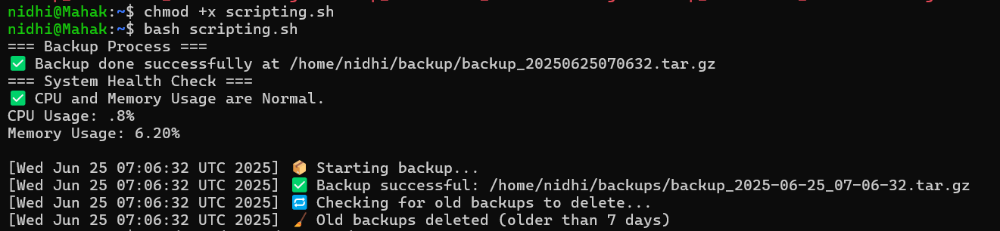 nidhi@Mahak:~$ chmod +x scripting.sh
nidhi@Mahak:~$ bash scripting.sh
=== Backup Process ===
✅ Backup done successfully at /home/nidhi/backup/backup_20250625070632.tar.gz
=== System Health Check ===
✅ CPU and Memory Usage are Normal.
CPU Usage: .8%
Memory Usage: 6.20%
[Wed Jun 25 07:06:32 UTC 2025] 📦 Starting backup...
[Wed Jun 25 07:06:32 UTC 2025] ✅ Backup successful: /home/nidhi/backups/backup_2025-06-25_07-06-32.tar.gz
[Wed Jun 25 07:06:32 UTC 2025] 🔁 Checking for old backups to delete...
[Wed Jun 25 07:06:32 UTC 2025] 🧹 Old backups deleted (older than 7 days)